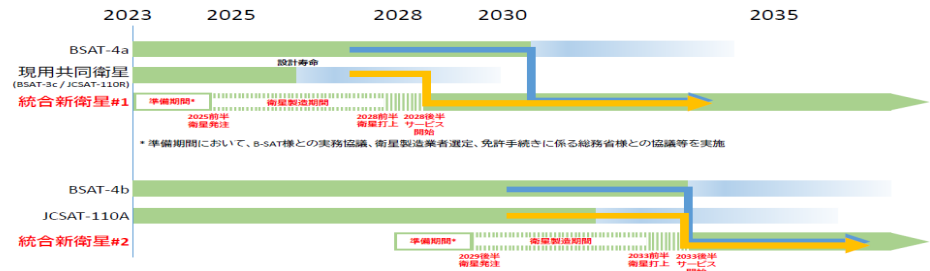 2023 2025 2028 2030 2035
BSAT-4a
設計寿命
現用共同衛星
(BSAT-3c / JCSAT-110R)
統合新衛星#1
準備期間*
衛星製造期間
2025前半
衛星発注
2028前半
衛星打上
2028後半
サービス
開始
* 準備期間において、B-SAT様との実務協議、衛星製造業者選定、免許手続きに係る総務省様との協議等を実施
BSAT-4b
JCSAT-110A
統合新衛星#2
準備期間*
衛星製造期間
2029後半
衛星発注
2033前半
衛星打上
2033後半
サービス